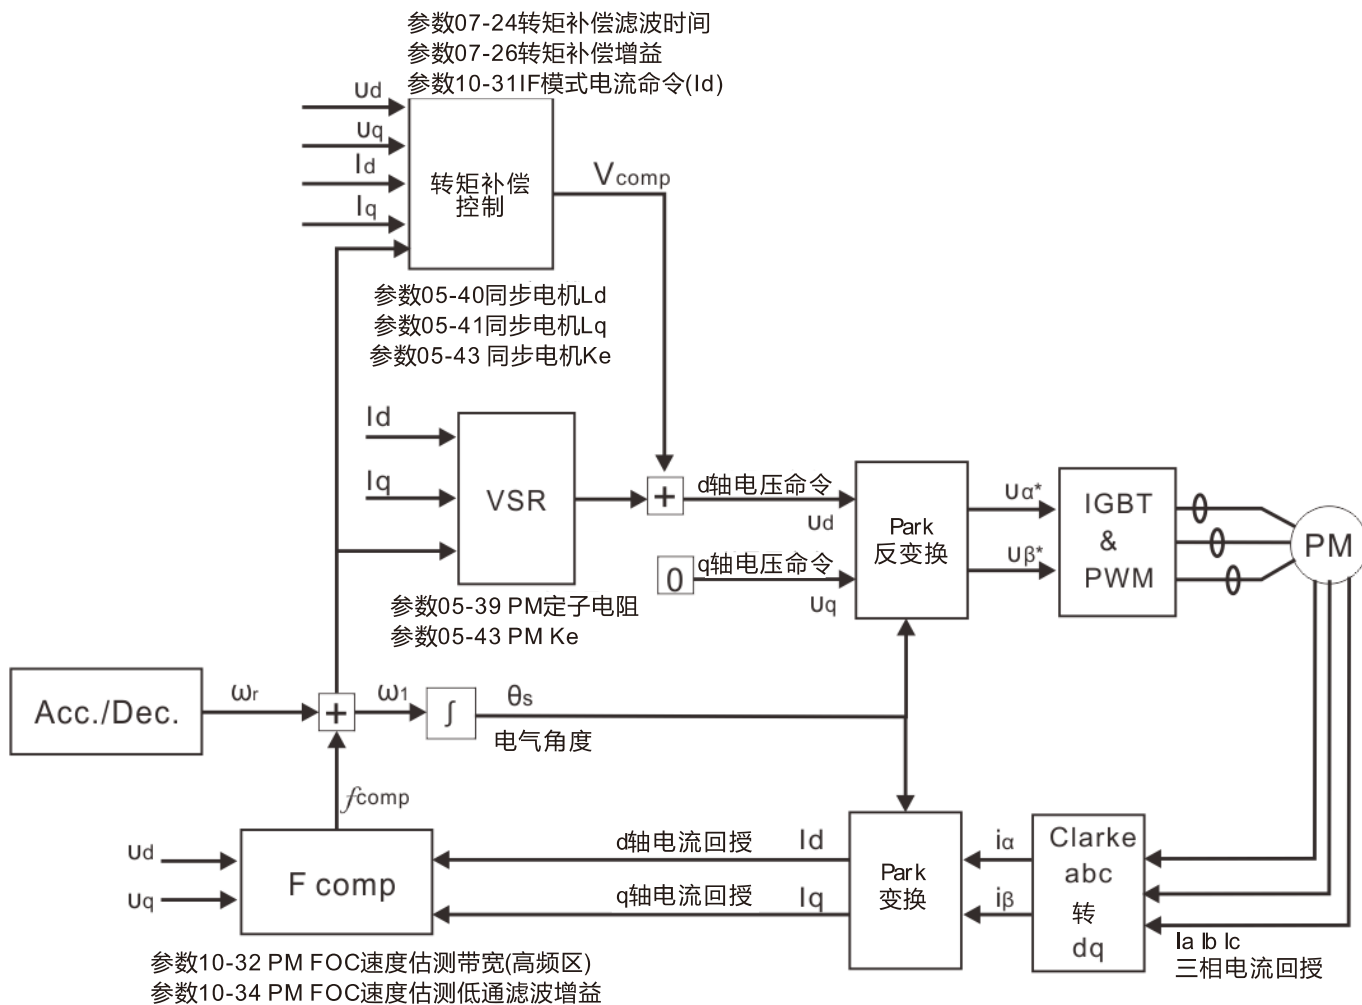 参数07-24转矩补偿滤波时间
参数07-26转矩补偿增益
参数10-31IF模式电流命令(Id)
ud
uq
Id
Iq
转矩补偿
控制
Vcomp
参数05-40同步电机Ld
参数05-41同步电机Lq
参数05-43 同步电机Ke
Id
Iq
VSR
+
d轴电压命令
ud
0
q轴电压命令
uq
Park
反变换
uα*
uβ*
IGBT
&
PWM
PM
参数05-39 PM定子电阻
参数05-43 PM Ke
Acc./Dec.
ωr
+
ω1
∫
θs
电气角度
fcomp
ud
uq
F comp
d轴电流回授
Id
q轴电流回授
Iq
Park
变换
iα
iβ
Clarke
abc
转
dq
Ia Ib Ic
三相电流回授
参数10-32 PM FOC速度估测带宽(高频区)
参数10-34 PM FOC速度估测低通滤波增益